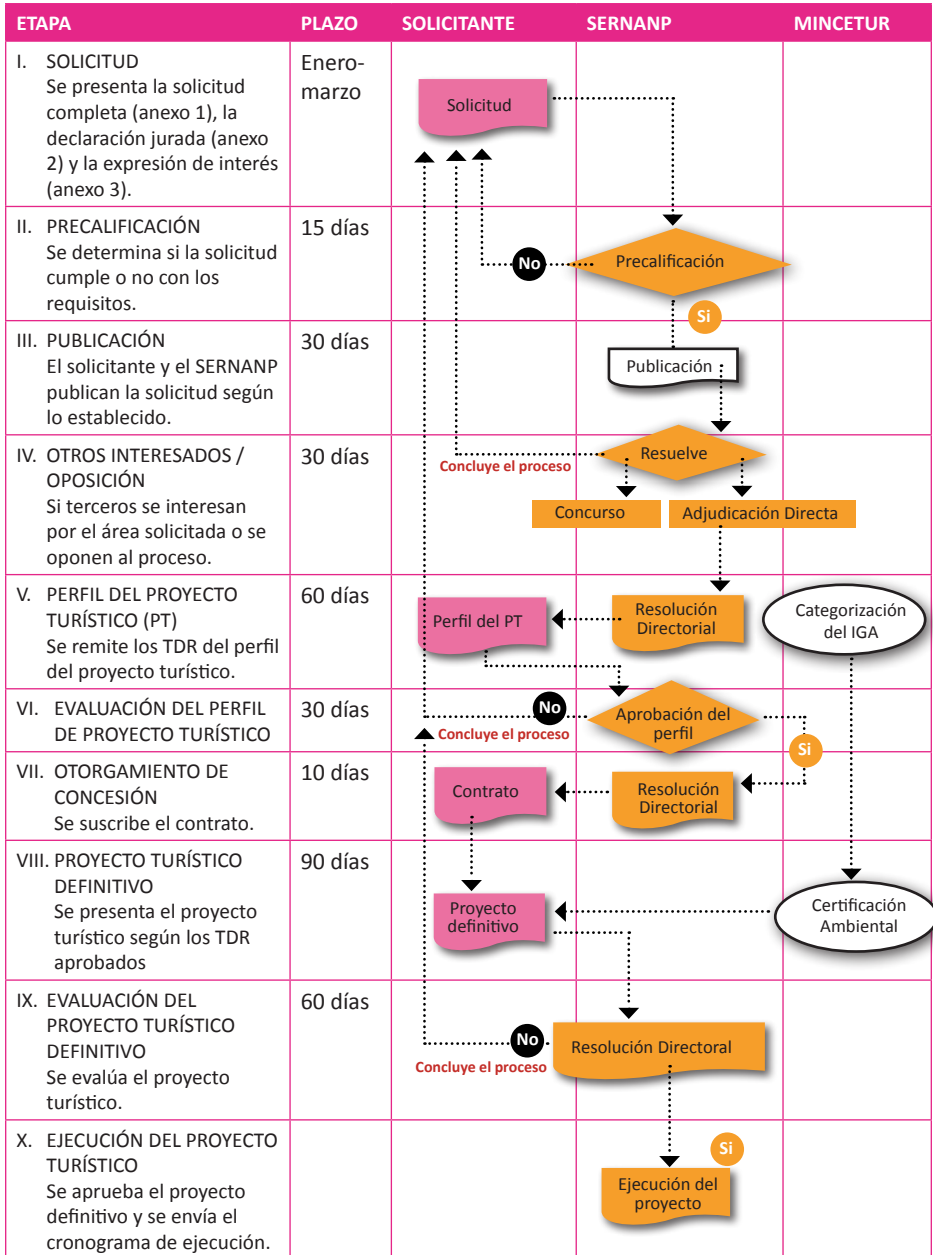 ETAPA PLAZO SOLICITANTE SERNANP MINCETUR
I. SOLICITUD
Se presenta la solicitud
completa (anexo 1), la
declaración jurada (anexo
2) y la expresión de interés
(anexo 3).
Enero-
marzo
Solicitud
II. PRECALIFICACIÓN
Se determina si la solicitud
cumple o no con los
requisitos.
15 días
No
Precalificación
Si
III. PUBLICACIÓN
El solicitante y el SERNANP
publican la solicitud según
lo establecido.
30 días
Publicación
IV. OTROS INTERESADOS /
OPOSICIÓN
Si terceros se interesan
por el área solicitada o se
oponen al proceso.
30 días
Concluye el proceso
Resuelve
Concurso
Adjudicación Directa
V. PERFIL DEL PROYECTO
TURÍSTICO (PT)
Se remite los TDR del perfil
del proyecto turístico.
60 días
Perfil del PT
Resolución
Directorial
Categorización
del IGA
VI. EVALUACIÓN DEL PERFIL
DE PROYECTO TURÍSTICO
30 días
No
Concluye el proceso
Aprobación del
perfil
Si
VII. OTORGAMIENTO DE
CONCESIÓN
Se suscribe el contrato.
10 días
Contrato
Resolución
Directorial
VIII. PROYECTO TURÍSTICO
DEFINITIVO
Se presenta el proyecto
turístico según los TDR
aprobados
90 días
Proyecto
definitivo
Certificación
Ambiental
IX. EVALUACIÓN DEL
PROYECTO TURÍSTICO
DEFINITIVO
Se evalúa el proyecto
turístico.
60 días
No
Concluye el proceso
Resolución Directoral
X. EJECUCIÓN DEL PROYECTO
TURÍSTICO
Se aprueba el proyecto
definitivo y se envía el
cronograma de ejecución.
Si
Ejecución del
proyecto